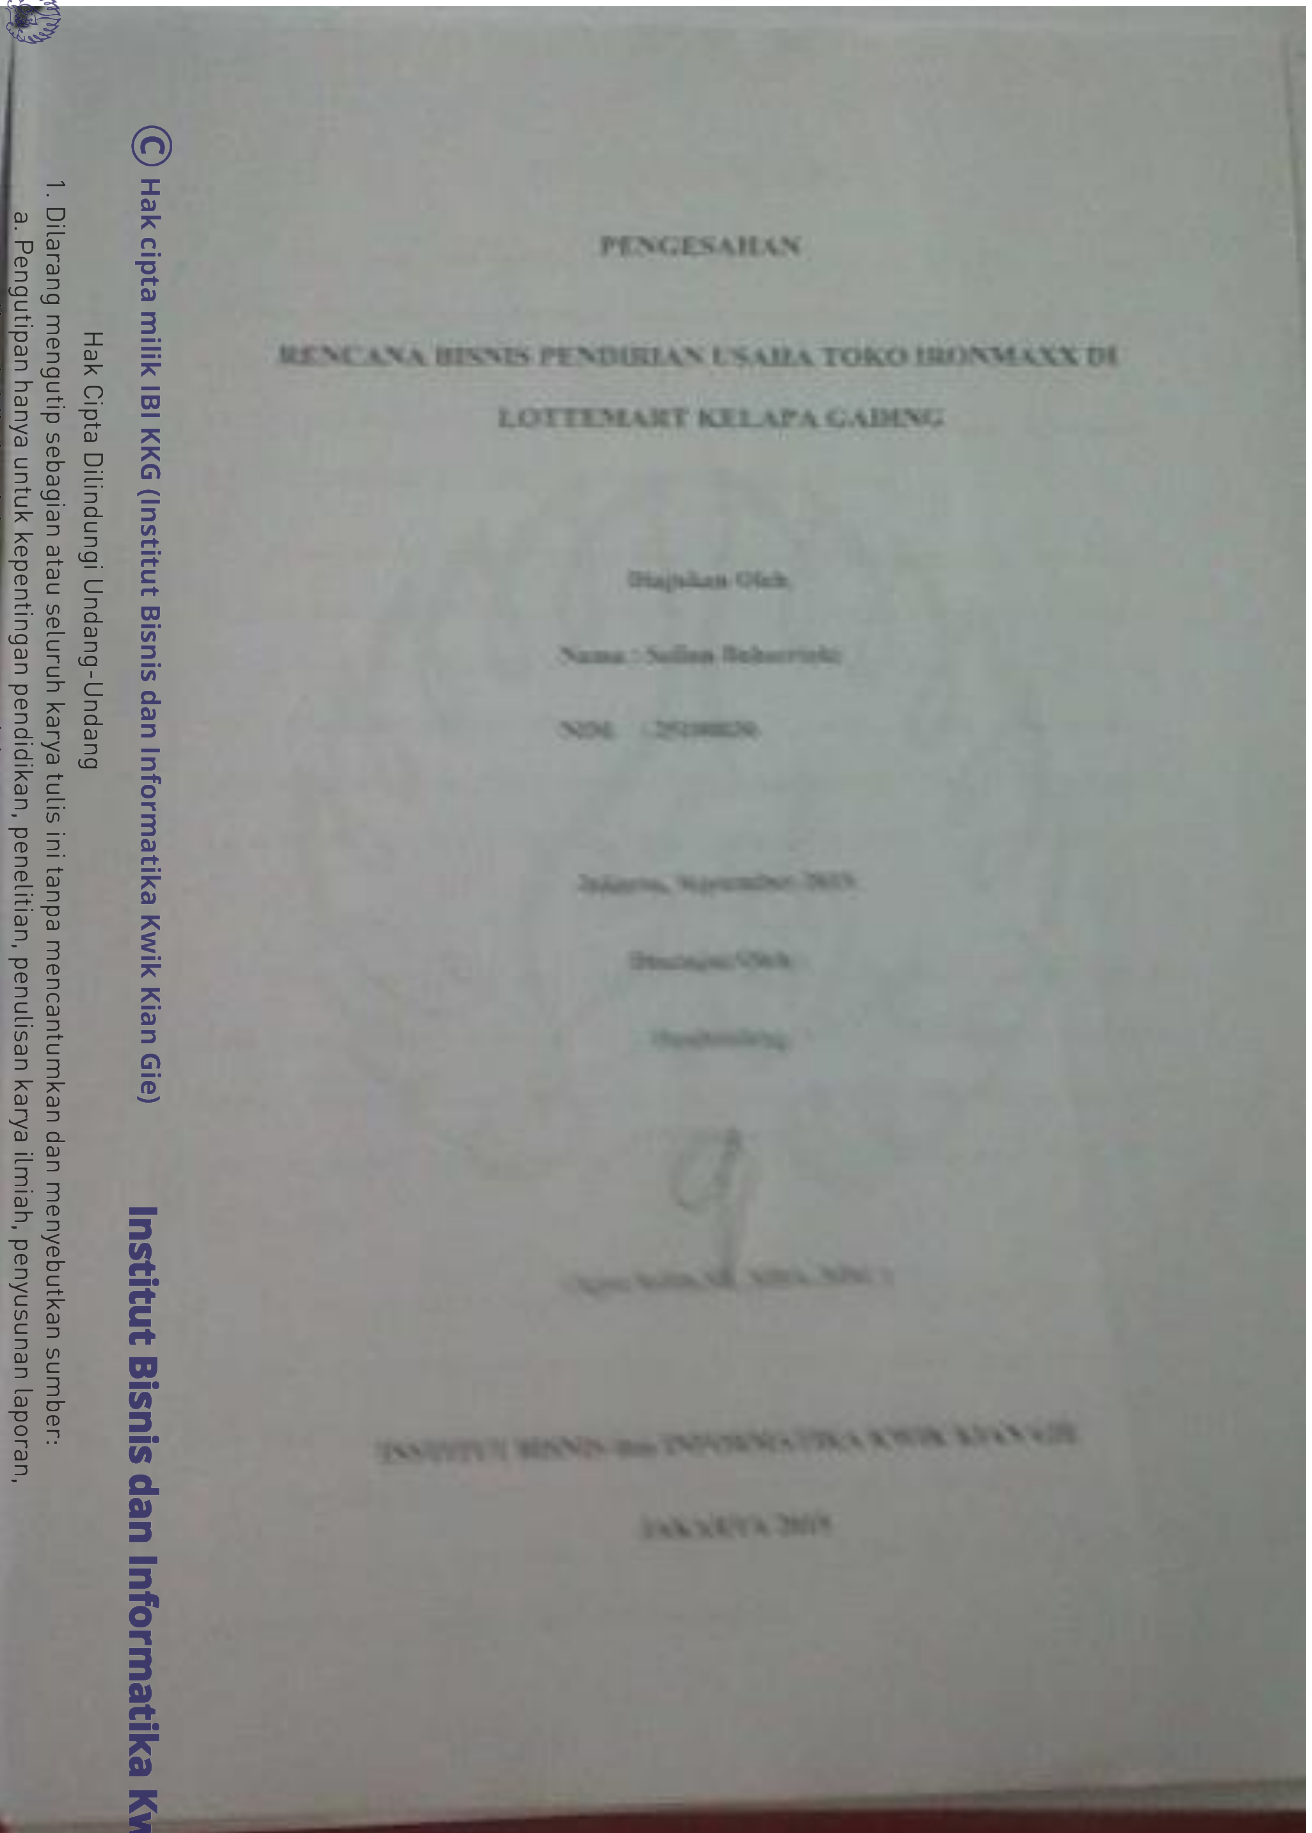 PENGESAHAN
RENCANA BISNIS PENDIRIAN USAHA TOKO IRONMAXX DI
LOTTEMART KELAPA GADING
Diajukan Oleh
Nama :
NIM :
Jakarta,
Disetujui Oleh
Pembimbing
INSTITUT BISNIS dan INFORMATIKA KWIK KIAN GIE
JAKARTA
© Hak cipta milik IBI KKG (Institut Bisnis dan Informatika Kwik Kian Gie)
Institut Bisnis dan Informatika Kw
Hak Cipta Dilindungi Undang-Undang
1. Dilarang mengutip sebagian atau seluruh karya tulis ini tanpa mencantumkan dan menyebutkan sumber:
a. Pengutipan hanya untuk kepentingan pendidikan, penelitian, penulisan karya ilmiah, penyusunan laporan,